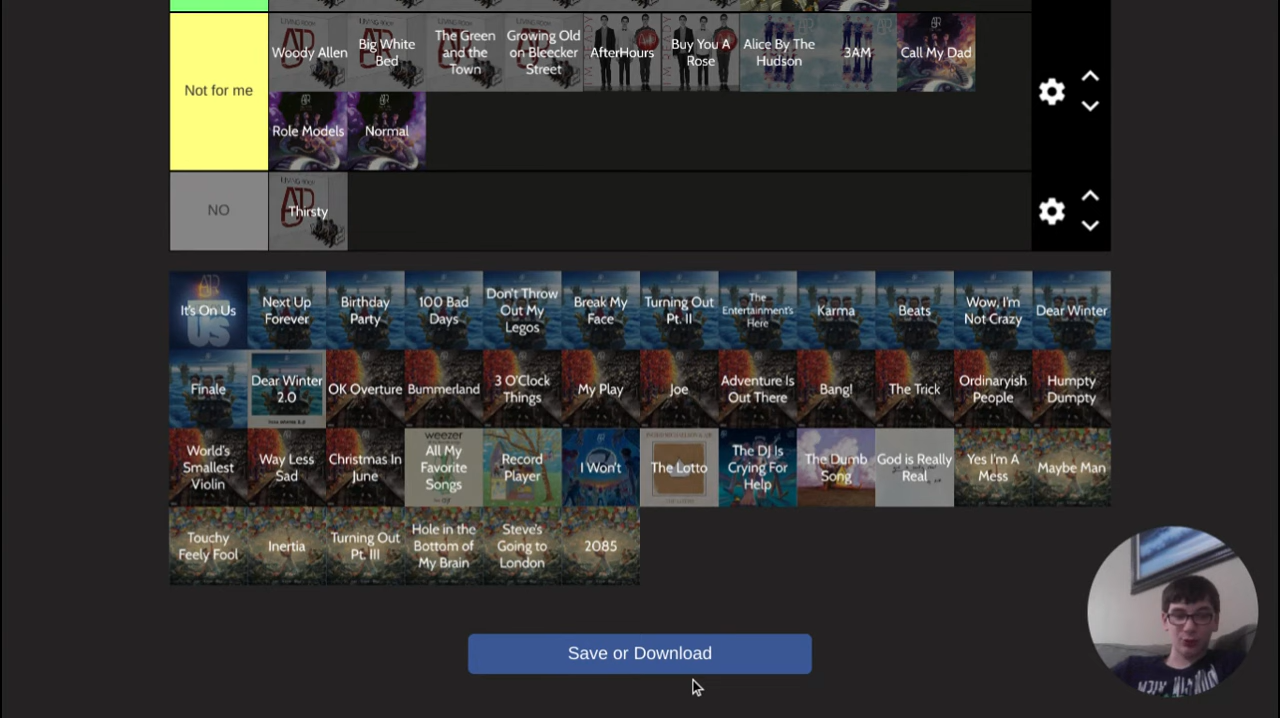 Not for me
Woody Allen
Big White
Bed
The Green
and the
Town
Growing Old
on Bleecker
Street
AfterHours
Buy You A
Rose
Alice By The
Hudson
3AM
Call My Dad
Role Models
Normal
NO
Thirsty
It's On Us
Next Up
Forever
Birthday
Party
100 Bad
Days
Don't Throw
Out My
Legos
Break My
Face
Turning Out
Pt. II
The
Entertainment's
Here
Karma
Beats
Wow, I'm
Not Crazy
Dear Winter
Finale
Dear Winter
2.0
OK Overture
Bummerland
3 O'Clock
Things
My Play
Joe
Adventure Is
Out There
Bang!
The Trick
Ordinaryish
People
Humpty
Dumpty
World's
Smallest
Violin
Way Less
Sad
Christmas In
June
weezer
All My
Favorite
Songs
Record
Player
I Won't
The Lotto
The DJ Is
Crying For
Help
The Dumb
Song
God is Really
Real
Yes I'm A
Mess
Maybe Man
Touchy
Feely Fool
Inertia
Turning Out
Pt. III
Hole in the
Bottom of
My Brain
Steve's
Going to
London
2085
Save or Download